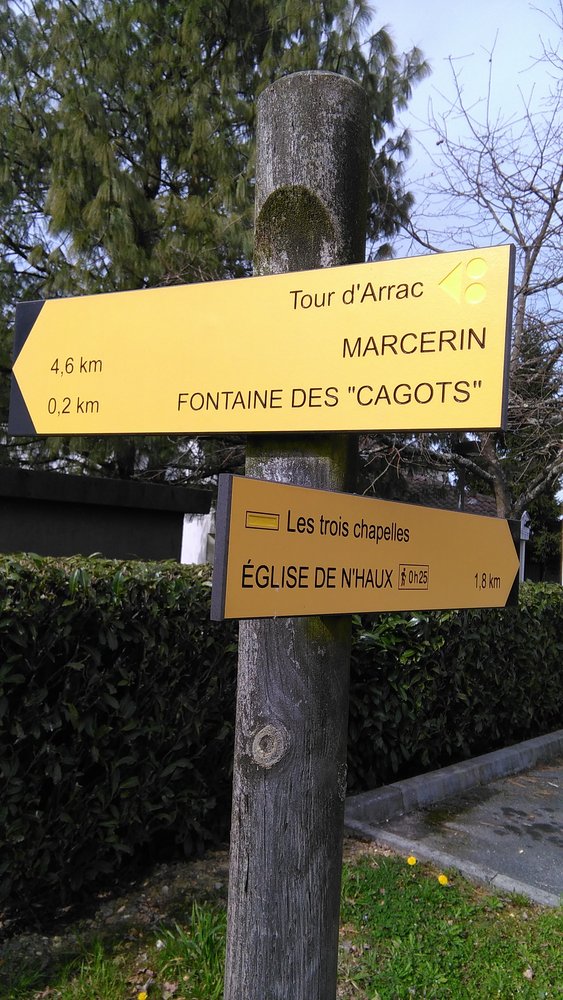 Tour d'Arrac
4,6 km MARCERIN
0,2 km FONTAINE DES "CAGOTS"
Les trois chapelles
ÉGLISE DE N'HAUX 0h25 1,8 km